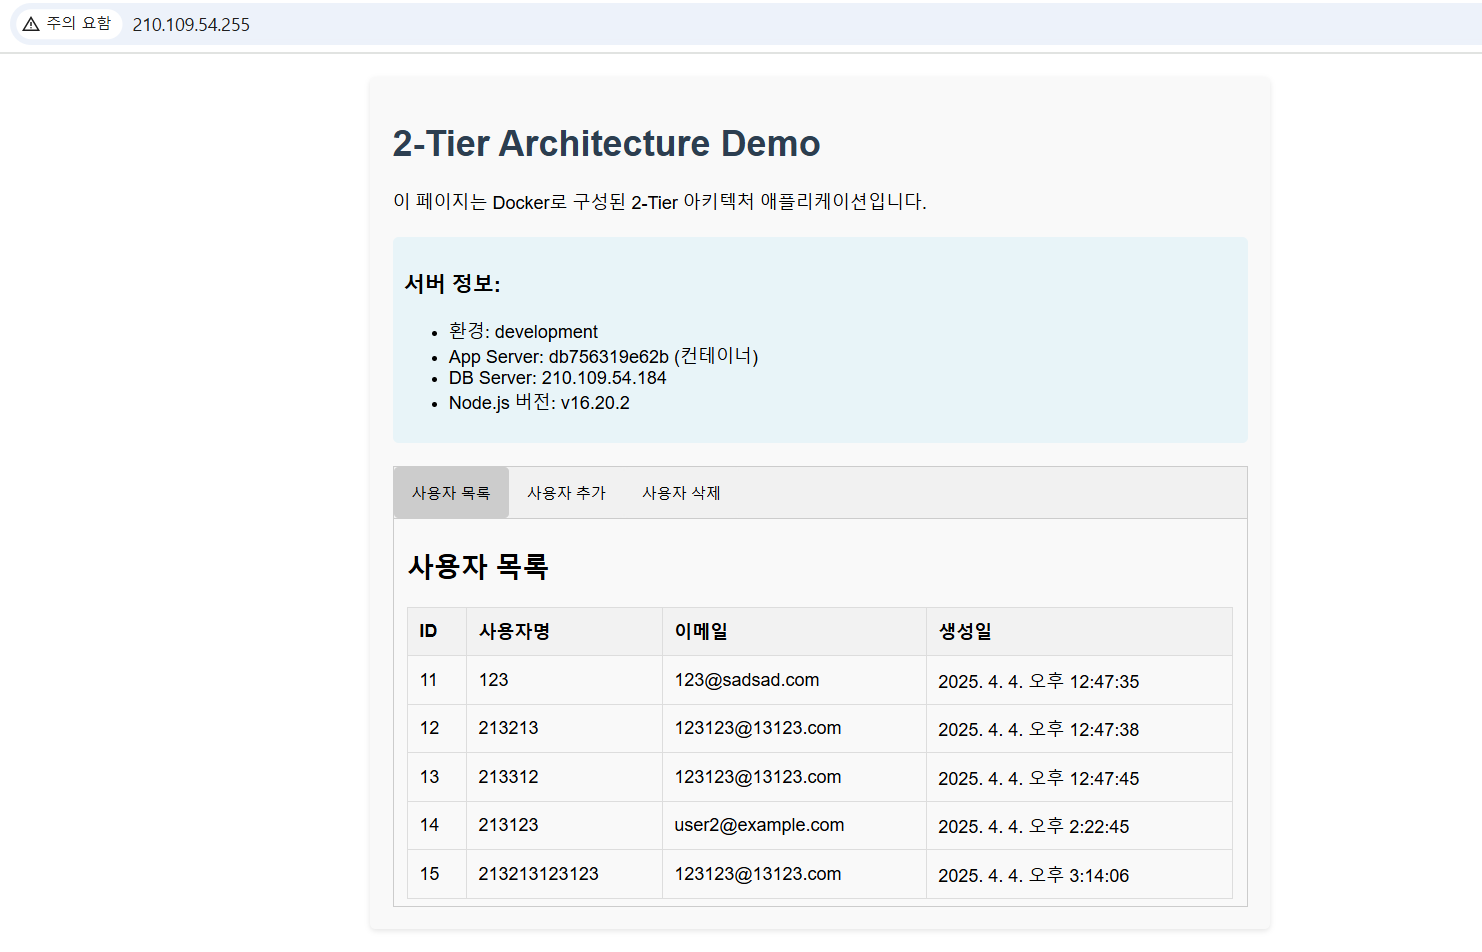 주의 요함 210.109.54.255
2-Tier Architecture Demo
이 페이지는 Docker로 구성된 2-Tier 아키텍처 애플리케이션입니다.
서버 정보:
환경: development
App Server: db756319e62b (컨테이너)
DB Server: 210.109.54.184
Node.js 버전: v16.20.2
사용자 목록 사용자 추가 사용자 삭제
사용자 목록
ID 사용자명 이메일 생성일
11 123 123@sadsad.com 2025. 4. 4. 오후 12:47:35
12 213213 123123@13123.com 2025. 4. 4. 오후 12:47:38
13 213312 123123@13123.com 2025. 4. 4. 오후 12:47:45
14 213123 user2@example.com 2025. 4. 4. 오후 2:22:45
15 213213123123 123123@13123.com 2025. 4. 4. 오후 3:14:06